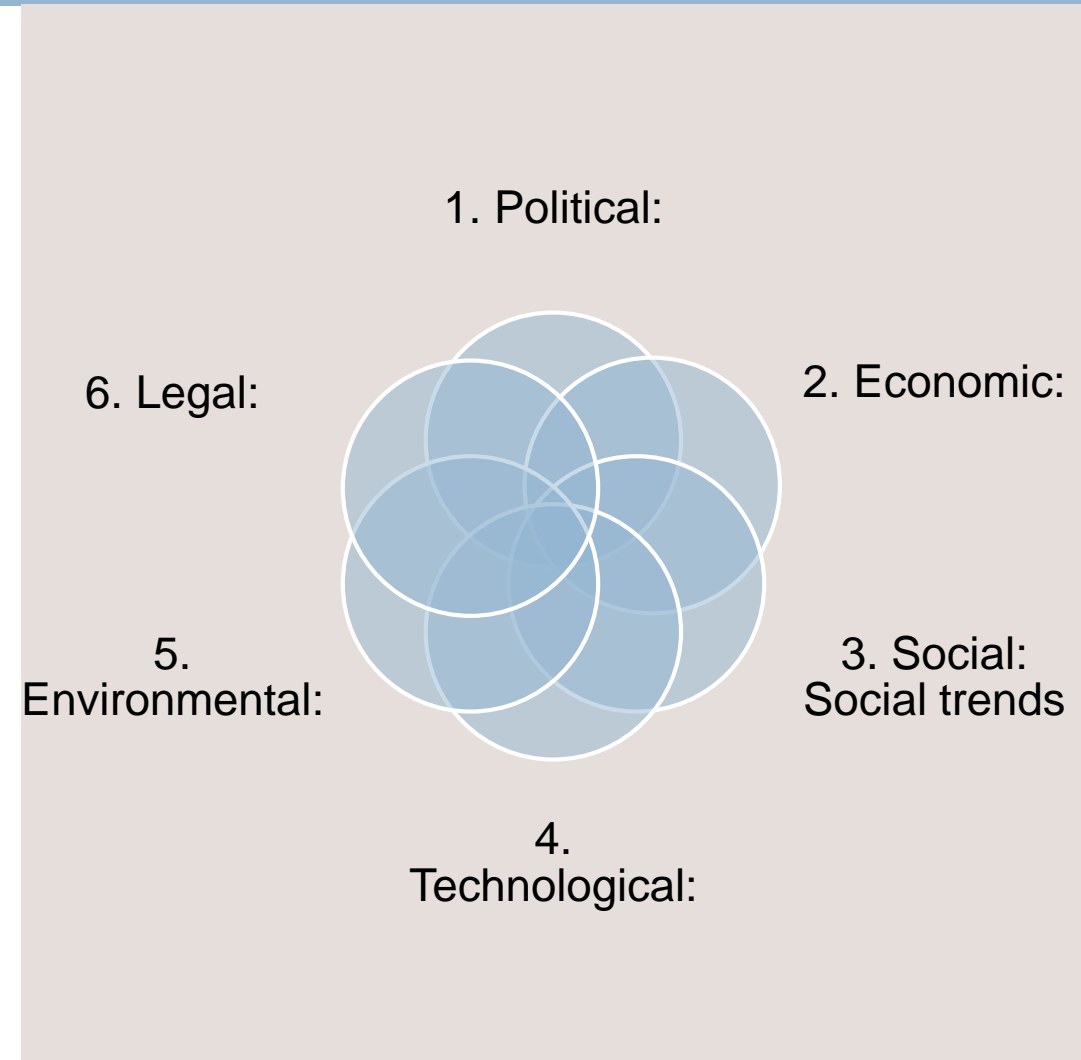 1. Political:
2. Economic:
3. Social:
Social trends
4.
Technological:
5.
Environmental:
6. Legal: